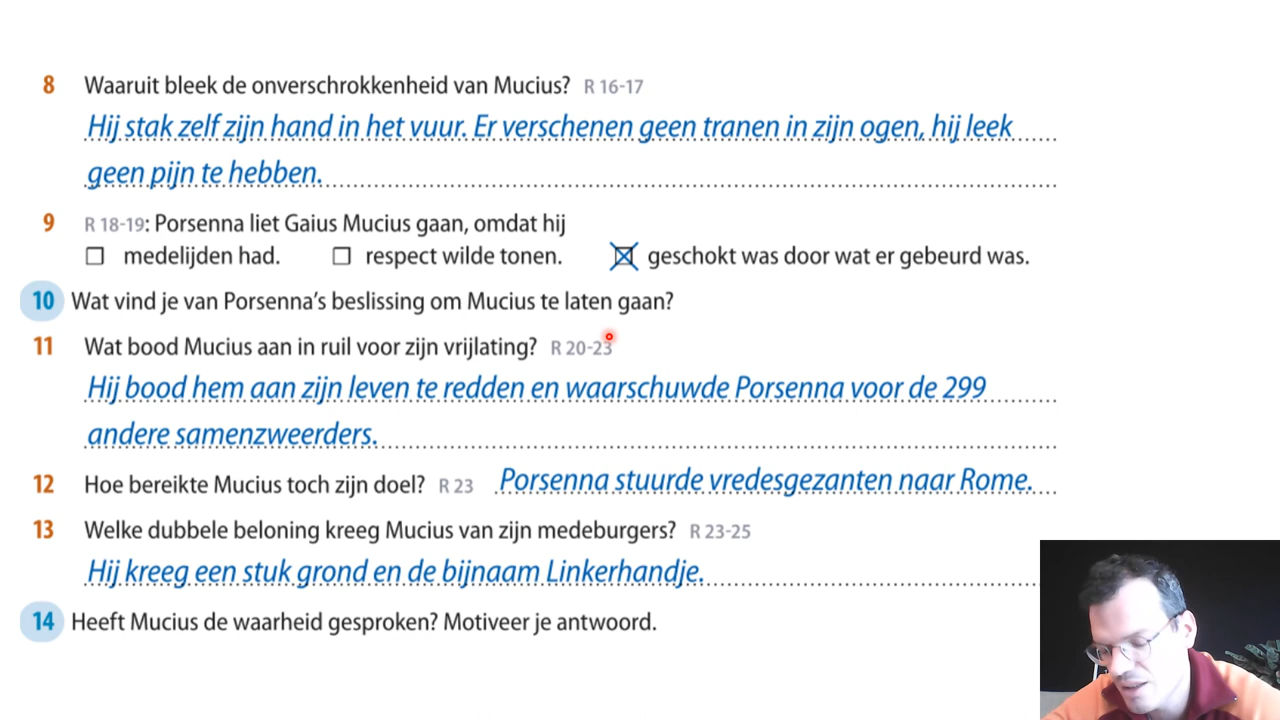 8 Waaruit bleek de onverschrokkenheid van Mucius? R 16-17
Hij stak zelf zijn hand in het vuur. Er verschenen geen tranen in zijn ogen, hij leek
geen pijn te hebben.
9 R 18-19: Porsenna liet Gaius Mucius gaan, omdat hij
☐ medelijden had. ☐ respect wilde tonen. ☒ geschokt was door wat er gebeurd was.
10 Wat vind je van Porsenna's beslissing om Mucius te laten gaan?
11 Wat bood Mucius aan in ruil voor zijn vrijlating? R 20-23
Hij bood hem aan zijn leven te redden en waarschuwde Porsenna voor de 299
andere samenzweerders.
12 Hoe bereikte Mucius toch zijn doel? R 23 Porsenna stuurde vredesgezanten naar Rome.
13 Welke dubbele beloning kreeg Mucius van zijn medeburgers? R 23-25
Hij kreeg een stuk grond en de bijnaam Linkerhandje.
14 Heeft Mucius de waarheid gesproken? Motiveer je antwoord.